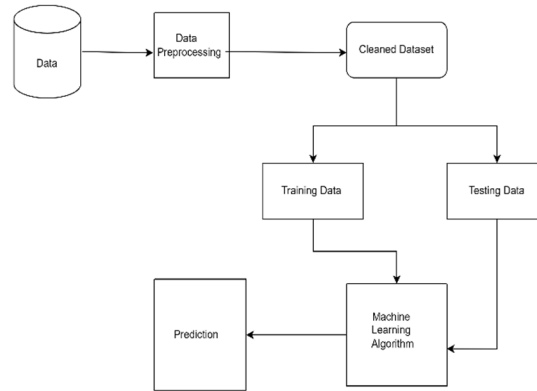 Data
Data
Preprocessing
Cleaned Dataset
Training Data
Testing Data
Prediction
Machine
Learning
Algorithm